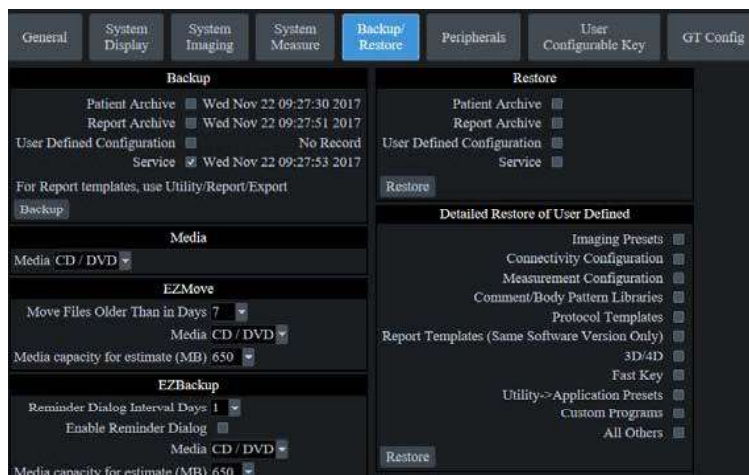 General
System Display
System Imaging
System Measure
Backup/ Restore
Peripherals
User Configurable Key
GT Config
Backup
Patient Archive Wed Nov 22 09:27:30 2017
Report Archive Wed Nov 22 09:27:51 2017
User Defined Configuration No Record
Service Wed Nov 22 09:27:53 2017
For Report templates, use Utility/Report/Export
Backup
Media
Media CD / DVD
EZMove
Move Files Older Than in Days 7
Media CD / DVD
Media capacity for estimate (MB) 650
EZBackup
Reminder Dialog Interval Days 1
Enable Reminder Dialog
Media CD / DVD
Media capacity for estimate (MB) 650
Restore
Patient Archive
Report Archive
User Defined Configuration
Service
Restore
Detailed Restore of User Defined
Imaging Presets
Connectivity Configuration
Measurement Configuration
Comment/Body Pattern Libraries
Protocol Templates
Report Templates (Same Software Version Only)
3D/4D
Fast Key
Utility->Application Presets
Custom Programs
All Others
Restore